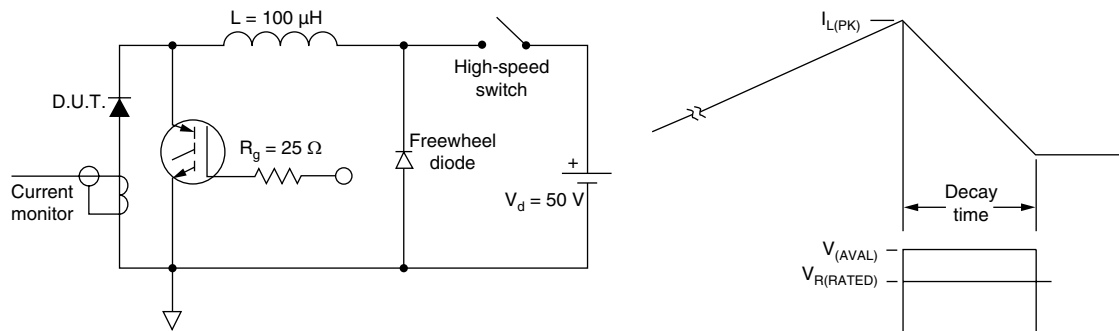 L = 100 μH
D.U.T.
High-speed
switch
R_g = 25 Ω
Freewheel
diode
+
V_d = 50 V
Current
monitor
I_L(PK)
Decay
time
V_(AVAL)
V_R(RATED)